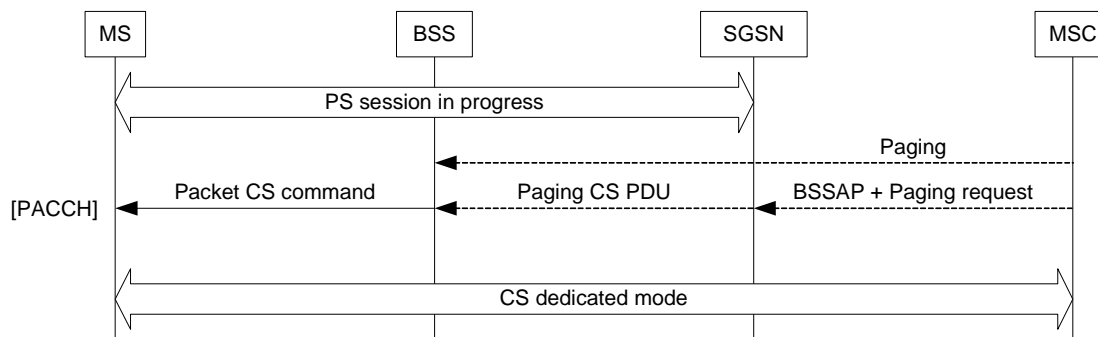 MS
BSS
SGSN
MSC
PS session in progress
Paging
[PACCH]
Packet CS command
Paging CS PDU
BSSAP + Paging request
CS dedicated mode